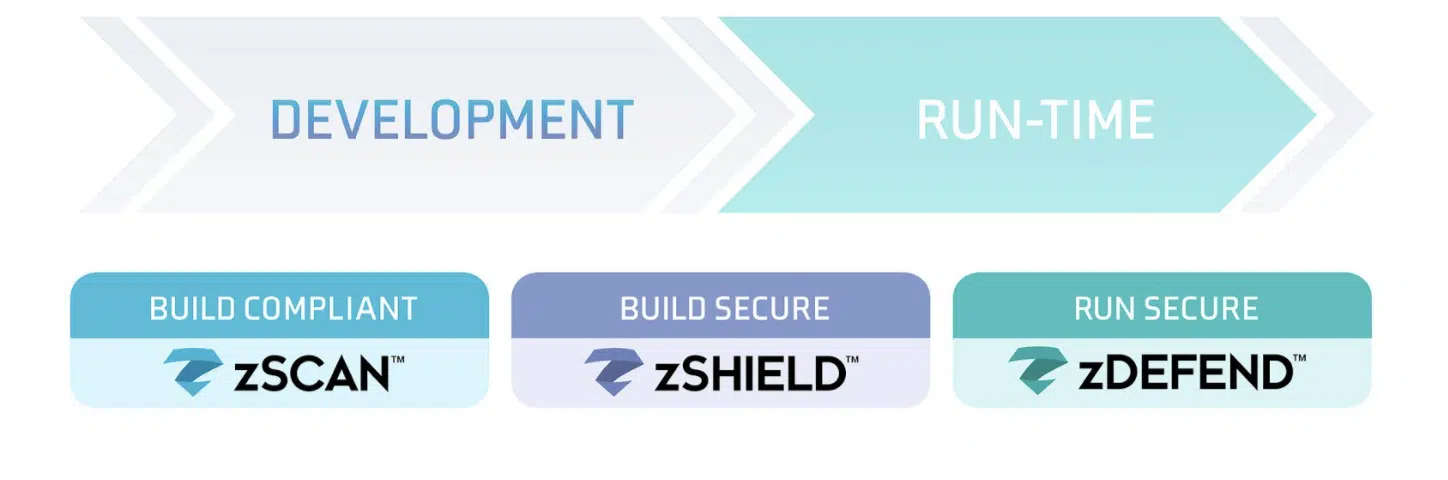 DEVELOPMENT
RUN-TIME
BUILD COMPLIANT
zSCAN™
BUILD SECURE
zSHIELD™
RUN SECURE
zDEFEND™